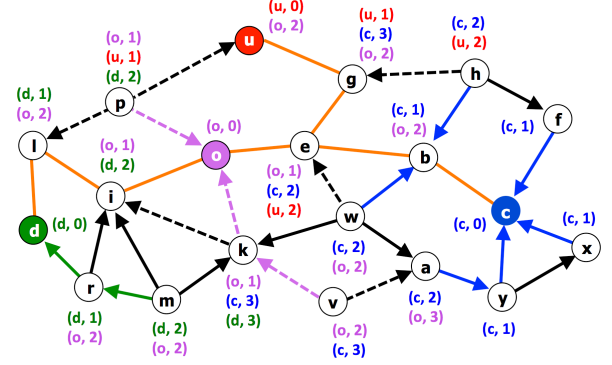 (u, 0)
(o, 2)
u
(u, 1)
(c, 3)
(o, 2)
g
(c, 2)
(u, 2)
h
(o, 1)
(u, 1)
(d, 2)
p
(d, 1)
(o, 2)
l
(c, 1)
(o, 2)
b
(c, 1)
f
(o, 1)
(d, 2)
i
(o, 0)
o
e
(o, 1)
(c, 2)
(u, 2)
d
(d, 0)
w
(c, 2)
(o, 2)
(c, 0)
c
(c, 1)
x
k
(o, 1)
(c, 3)
(d, 3)
a
(c, 2)
(o, 3)
r
(d, 1)
(o, 2)
m
(d, 2)
(o, 2)
v
(o, 2)
(c, 3)
y
(c, 1)